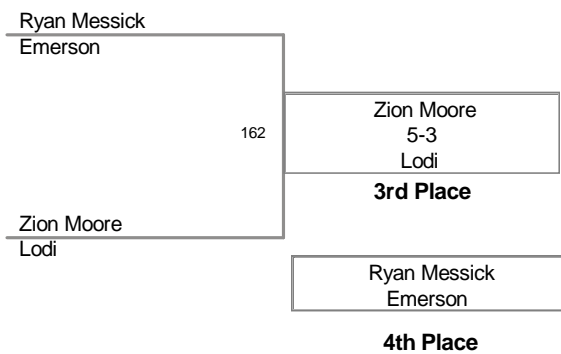 Ryan Messick
Emerson
162
Zion Moore
5-3
Lodi
3rd Place
Zion Moore
Lodi
Ryan Messick
Emerson
4th Place